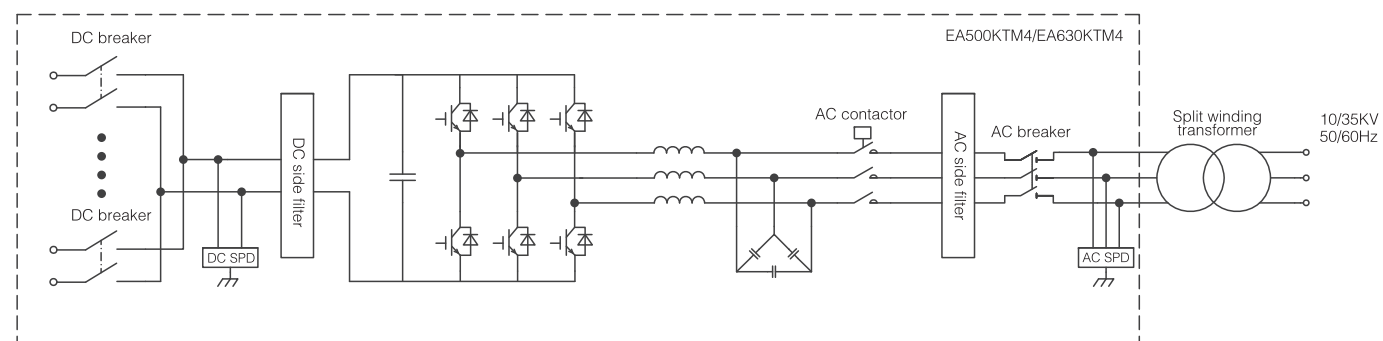 DC breaker
EA500KTM4/EA630KTM4
DC side filter
AC contactor
AC side filter
AC breaker
Split winding
transformer
10/35KV
50/60Hz
DC breaker
DC SPD
AC SPD